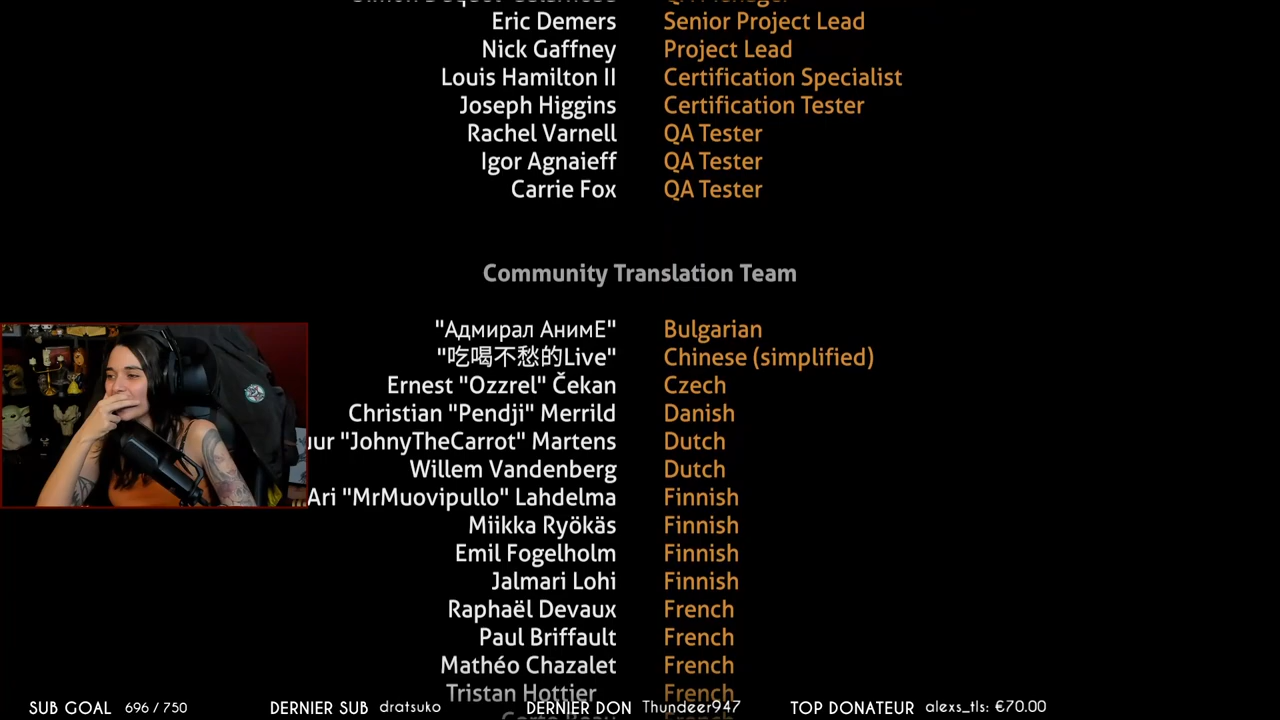 Eric Demers Senior Project Lead
Nick Gaffney Project Lead
Louis Hamilton II Certification Specialist
Joseph Higgins Certification Tester
Rachel Varnell QA Tester
Igor Agnaieff QA Tester
Carrie Fox QA Tester
Community Translation Team
"Адмирал АнимЕ" Bulgarian
"吃喝不愁的Live" Chinese (simplified)
Ernest "Ozzrel" Čekan Czech
Christian "Pendji" Merrild Danish
"JohnyTheCarrot" Martens Dutch
Willem Vandenberg Dutch
Ari "MrMuovipullo" Lahdelma Finnish
Miikka Ryökäs Finnish
Emil Fogelholm Finnish
Jalmari Lohi Finnish
Raphaël Devaux French
Paul Briffault French
Mathéo Chazalet French
Tristan Hottier French
SUB GOAL 696 / 750 DERNIER SUB dratsuko DERNIER DON Thundeer947 TOP DONATEUR alexs_tls: €70.00